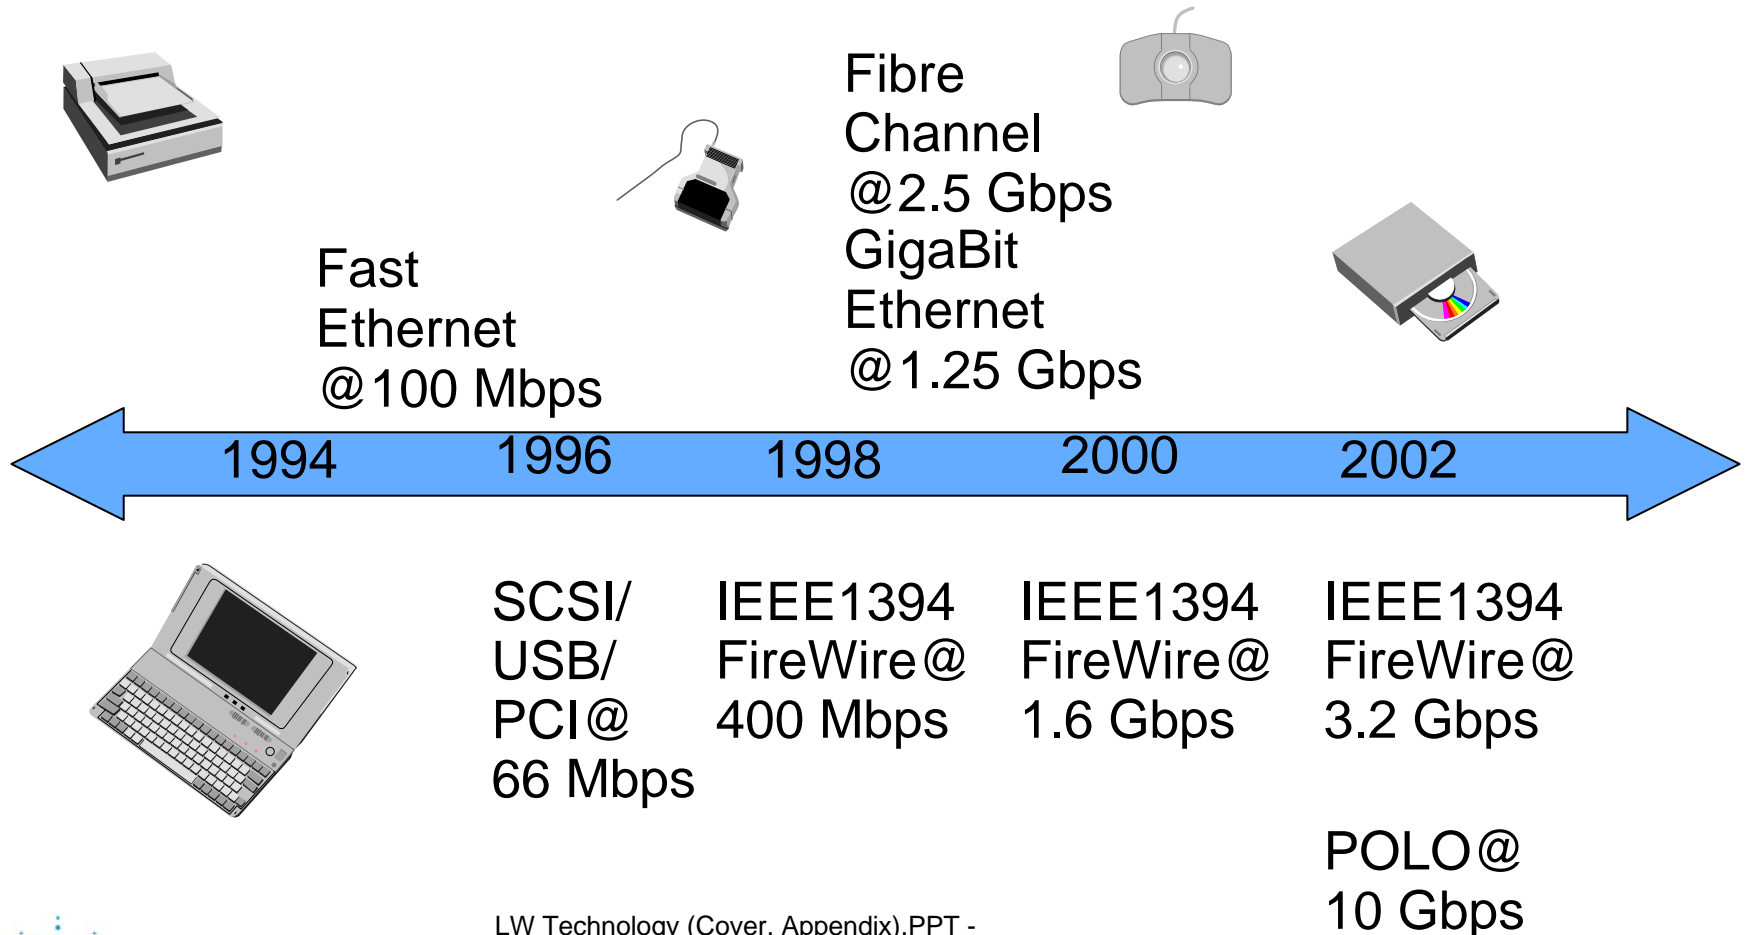 Fibre
Channel
@2.5 Gbps
GigaBit
Ethernet
@1.25 Gbps
Fast
Ethernet
@100 Mbps
1994 1996 1998 2000 2002
SCSI/
USB/
PCI@
66 Mbps
IEEE1394
FireWire@
400 Mbps
IEEE1394
FireWire@
1.6 Gbps
IEEE1394
FireWire@
3.2 Gbps
POLO@
10 Gbps
LW Technology (Cover, Appendix).PPT -